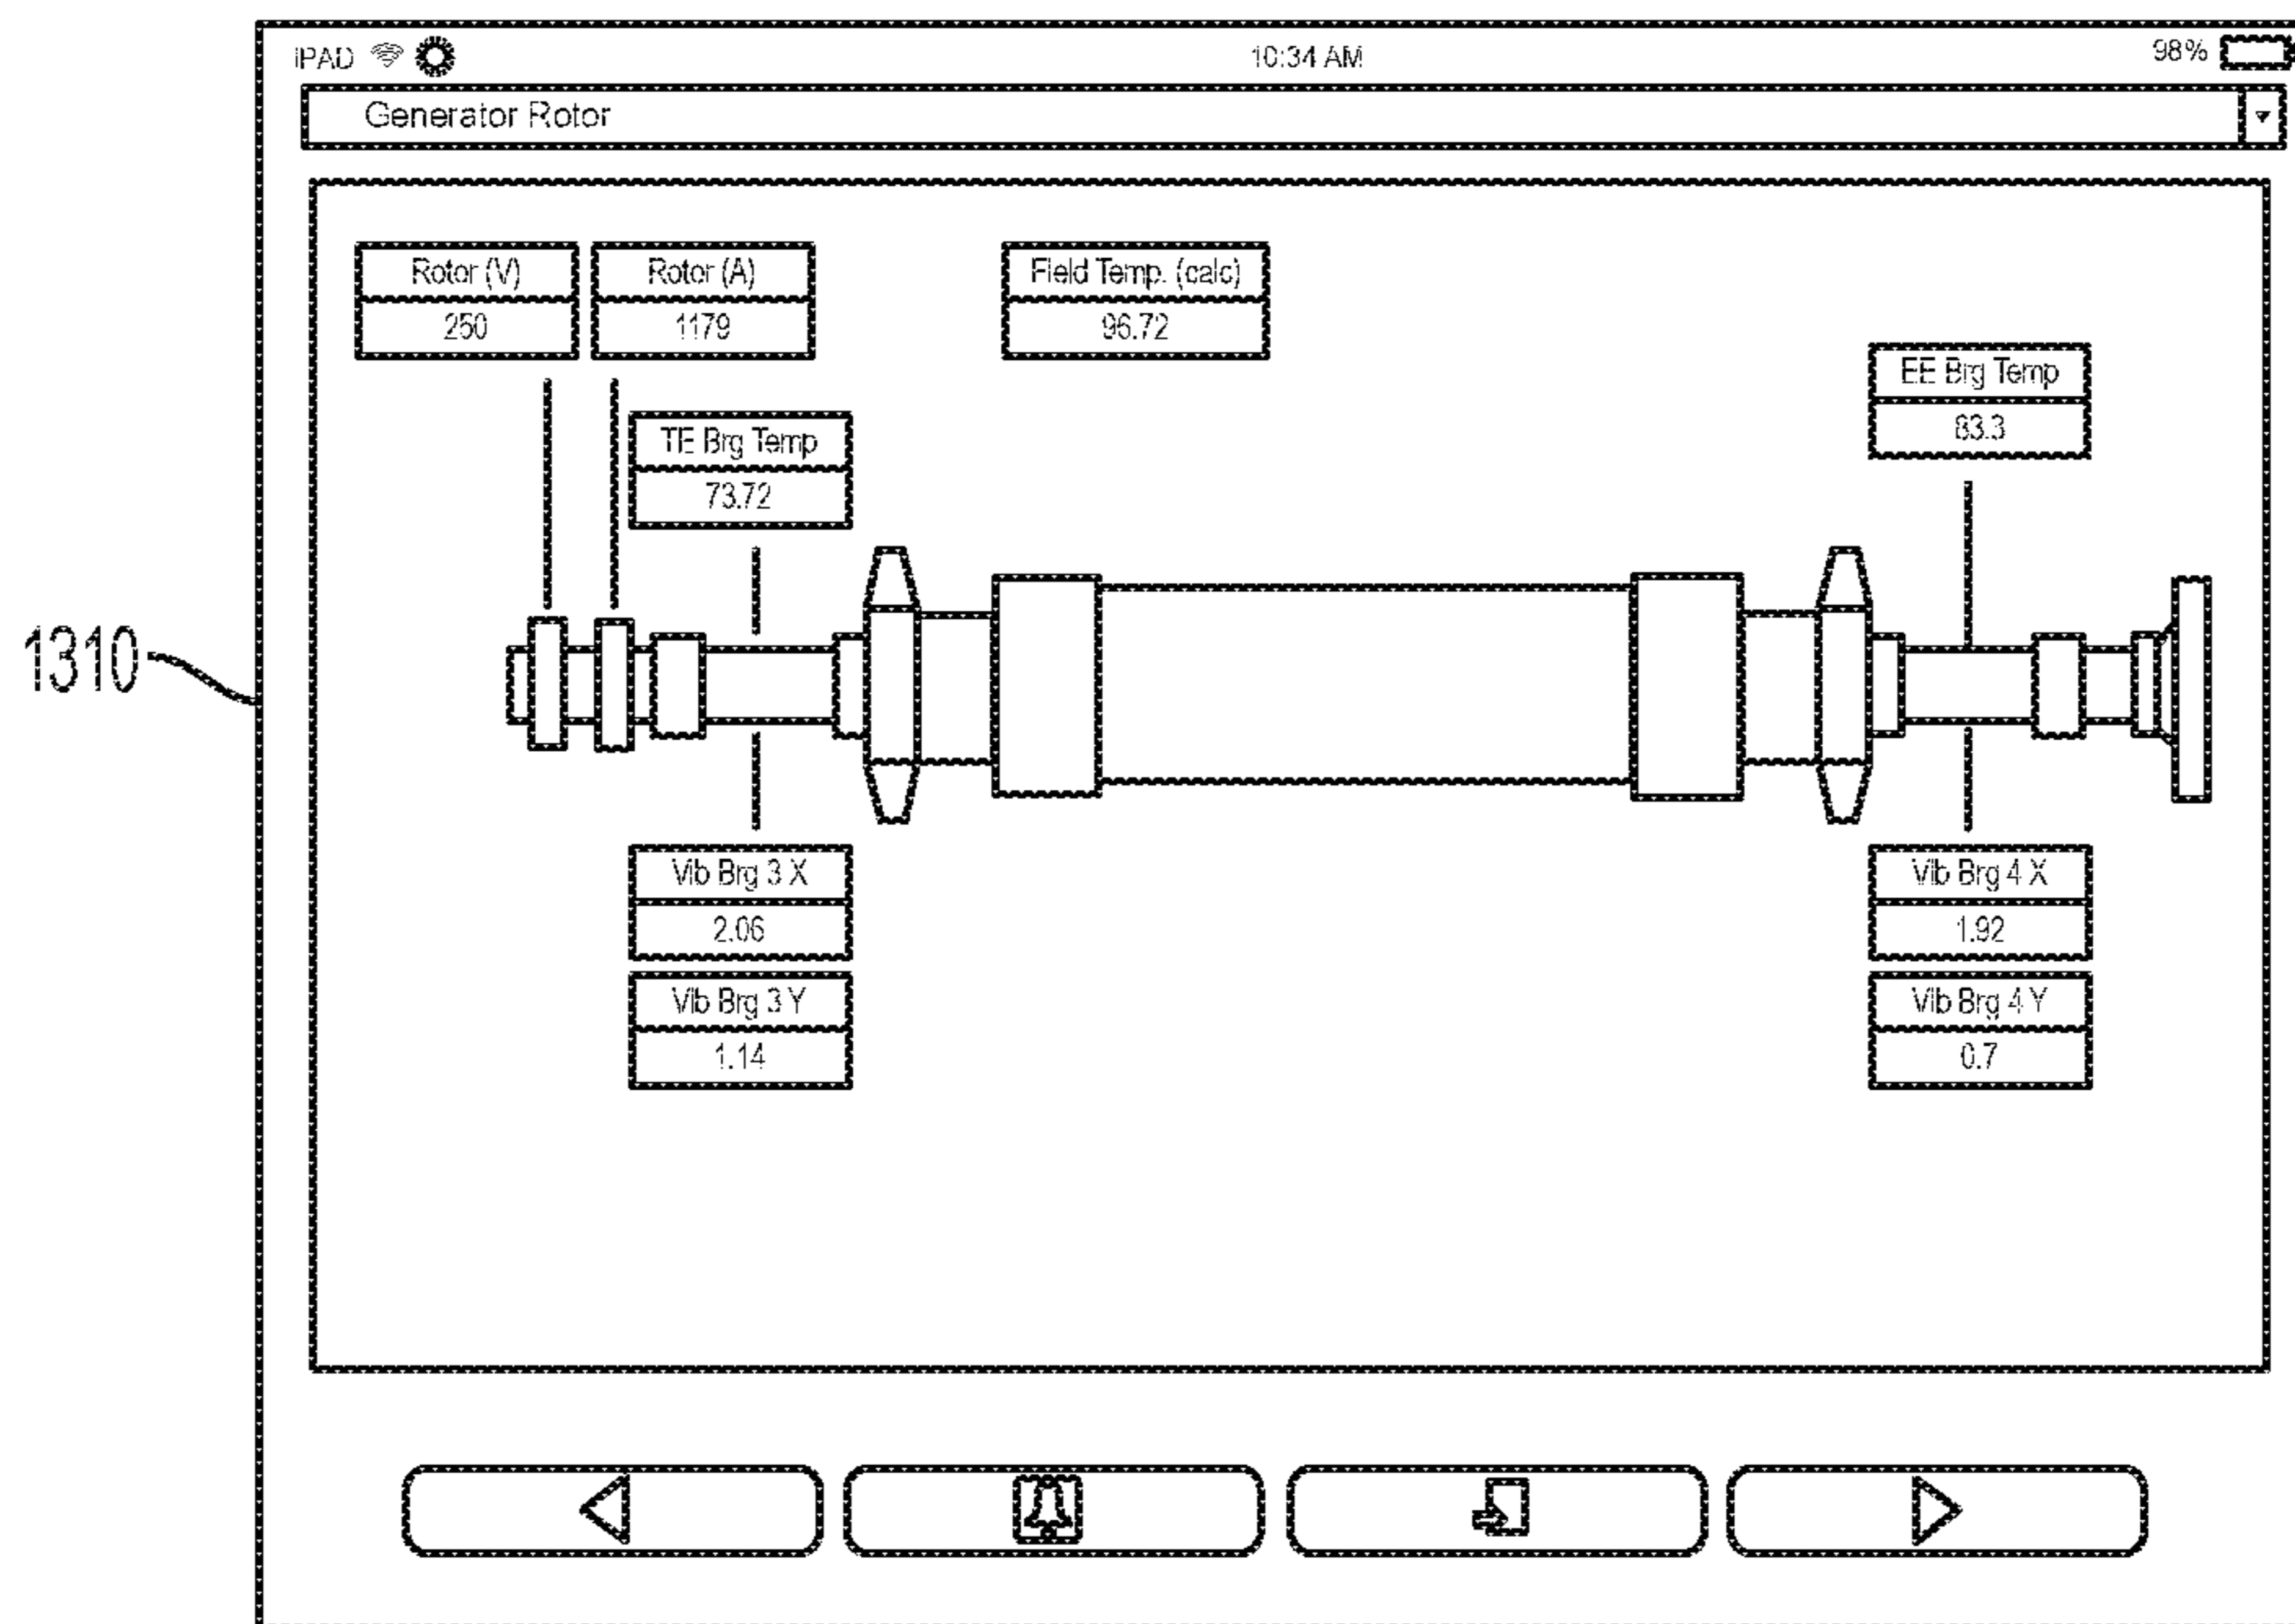 iPAD 10:34 AM 98%
Generator Rotor
Rotor (V) Rotor (A) Field Temp. (calc)
250 1179 96.72
EE Brg Temp
83.3
TE Brg Temp
73.72
1310
Vib Brg 3 X Vib Brg 4 X
2.06 1.92
Vib Brg 3 Y Vib Brg 4 Y
1.14 0.7